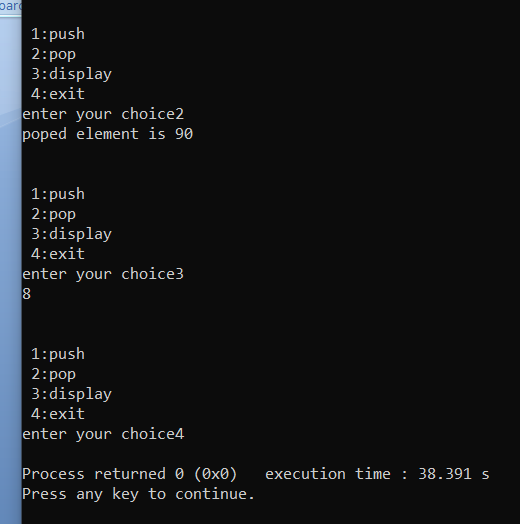 1:push
2:pop
3:display
4:exit
enter your choice2
poped element is 90
1:push
2:pop
3:display
4:exit
enter your choice3
8
1:push
2:pop
3:display
4:exit
enter your choice4
Process returned 0 (0x0)   execution time : 38.391 s
Press any key to continue.